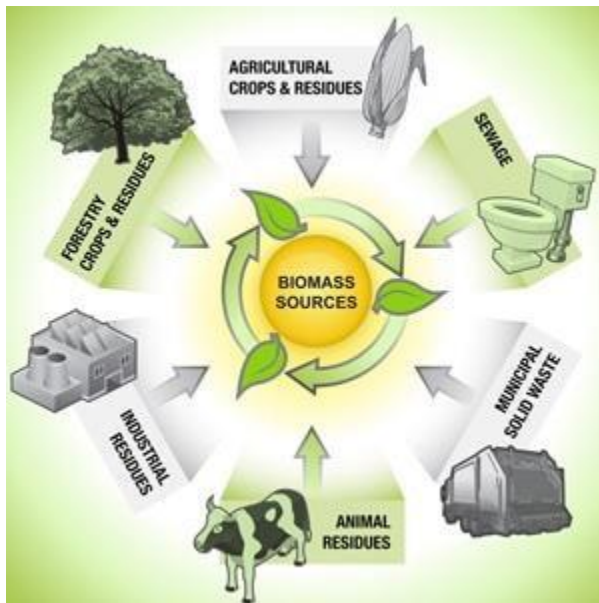 AGRICULTURAL
CROPS & RESIDUES
SEWAGE
MUNICIPAL
SOLID WASTE
ANIMAL
RESIDUES
INDUSTRIAL
RESIDUES
FORESTRY
CROPS & RESIDUES
BIOMASS
SOURCES